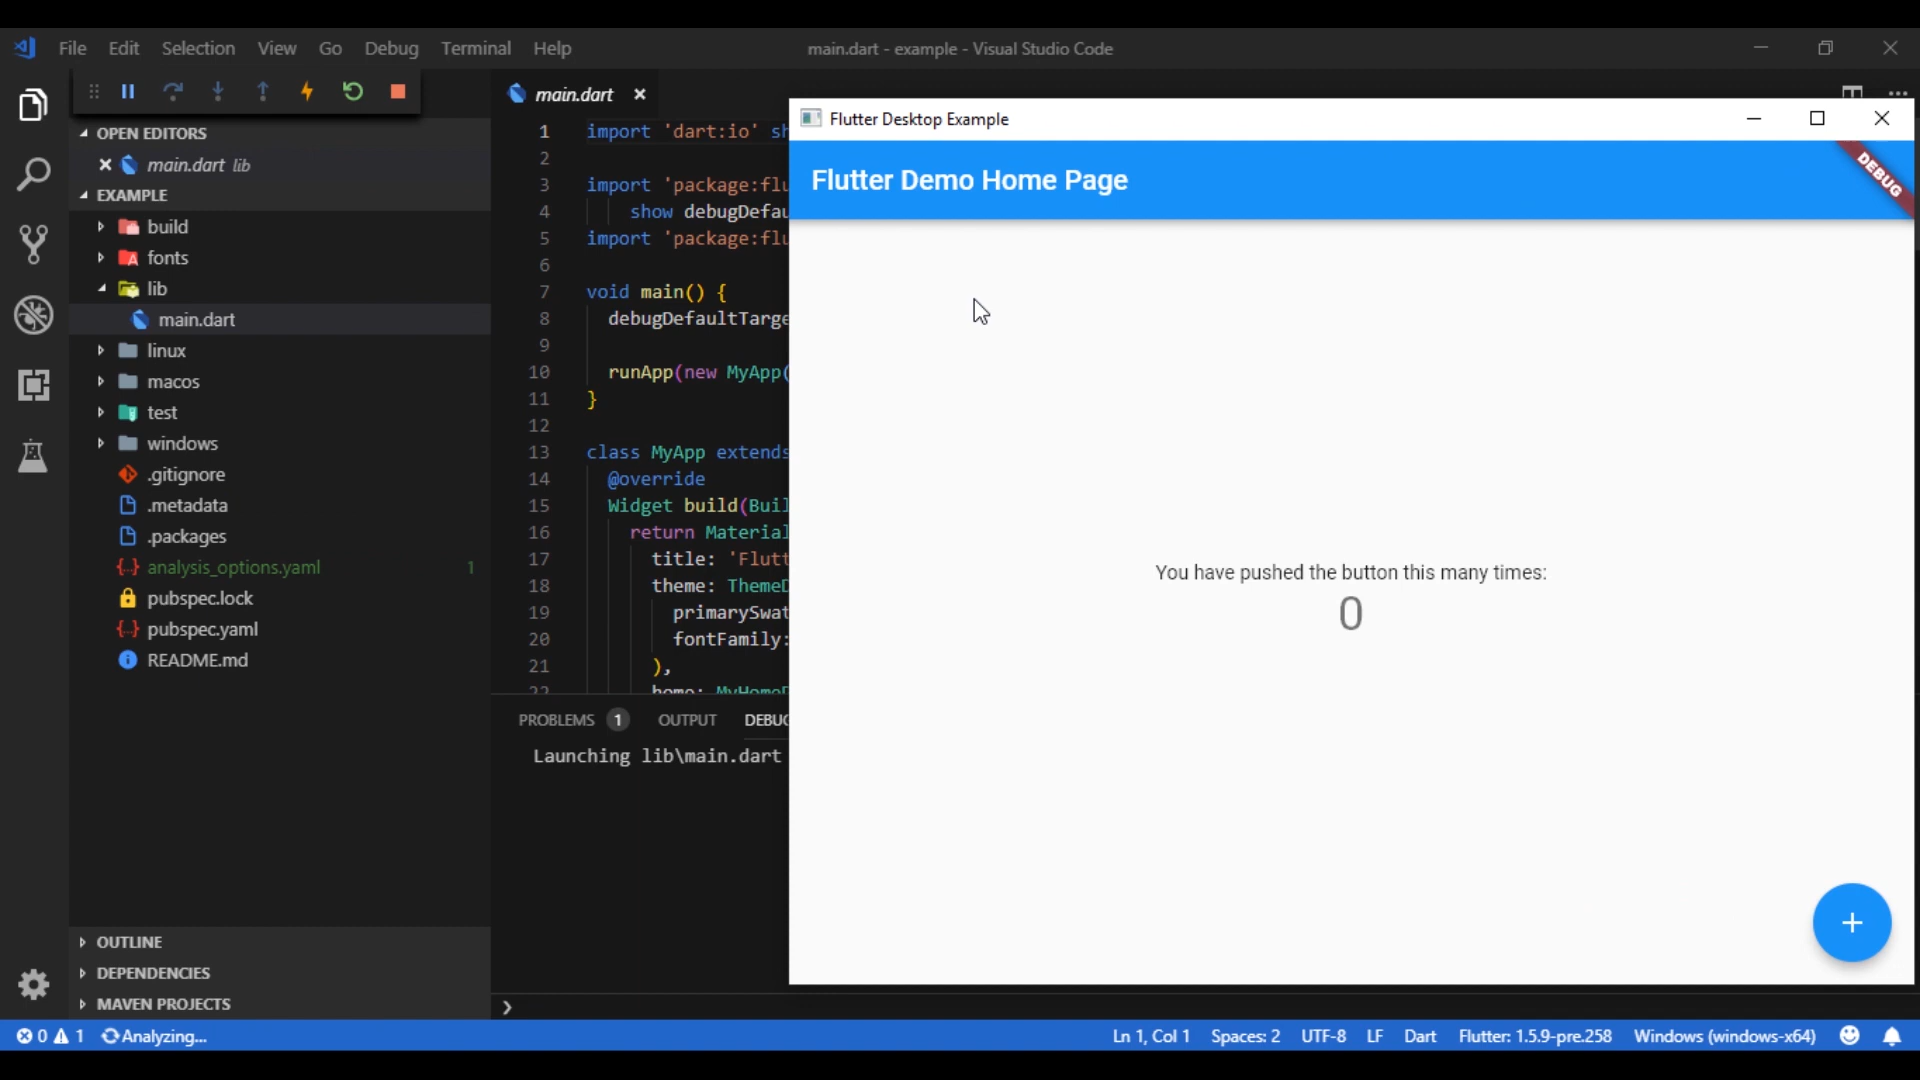 File Edit Selection View Go Debug Terminal Help main.dart - example - Visual Studio Code
OPEN EDITORS
main.dart lib
EXAMPLE
build
fonts
lib
main.dart
linux
macos
test
windows
.gitignore
.metadata
.packages
analysis_options.yaml 1
pubspec.lock
pubspec.yaml
README.md
OUTLINE
DEPENDENCIES
MAVEN PROJECTS
main.dart
1 import 'dart:io' sh
2
3 import 'package:flu
4 show debugDefau
5 import 'package:flu
6
7 void main() {
8 debugDefaultTarge
9
10 runApp(new MyApp(
11 }
12
13 class MyApp extends
14 @override
15 Widget build(Buil
16 return Material
17 title: 'Flutt
18 theme: ThemeD
19 primarySwat
20 fontFamily:
21 ),
22 home: MyHomeP
PROBLEMS 1 OUTPUT DEBUG
Launching lib\main.dart
Flutter Desktop Example
Flutter Demo Home Page
DEBUG
You have pushed the button this many times:
0
+
0 1 Analyzing... Ln 1, Col 1 Spaces: 2 UTF-8 LF Dart Flutter: 1.5.9-pre.258 Windows (windows-x64)